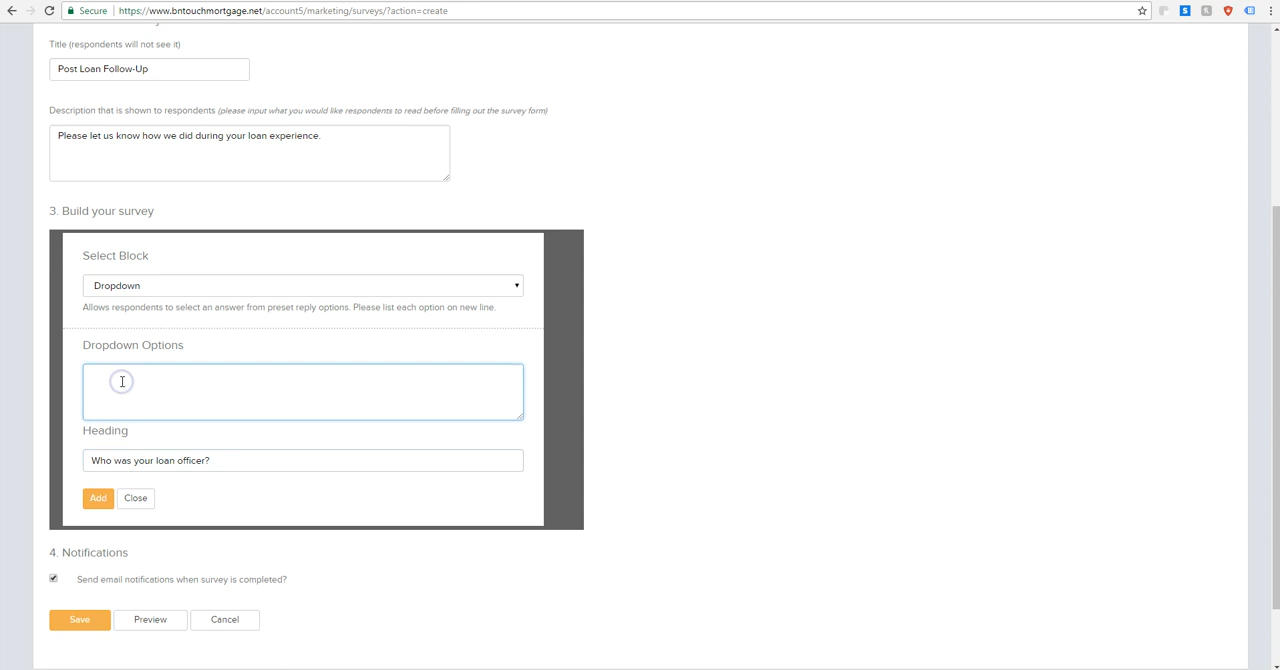 Secure https://www.bntouchmortgage.net/account5/marketing/surveys/?action=create
Title (respondents will not see it)
Post Loan Follow-Up
Description that is shown to respondents (please input what you would like respondents to read before filling out the survey form)
Please let us know how we did during your loan experience.
3. Build your survey
Select Block
Dropdown
Allows respondents to select an answer from preset reply options. Please list each option on new line.
Dropdown Options
Heading
Who was your loan officer?
Add Close
4. Notifications
Send email notifications when survey is completed?
Save Preview Cancel